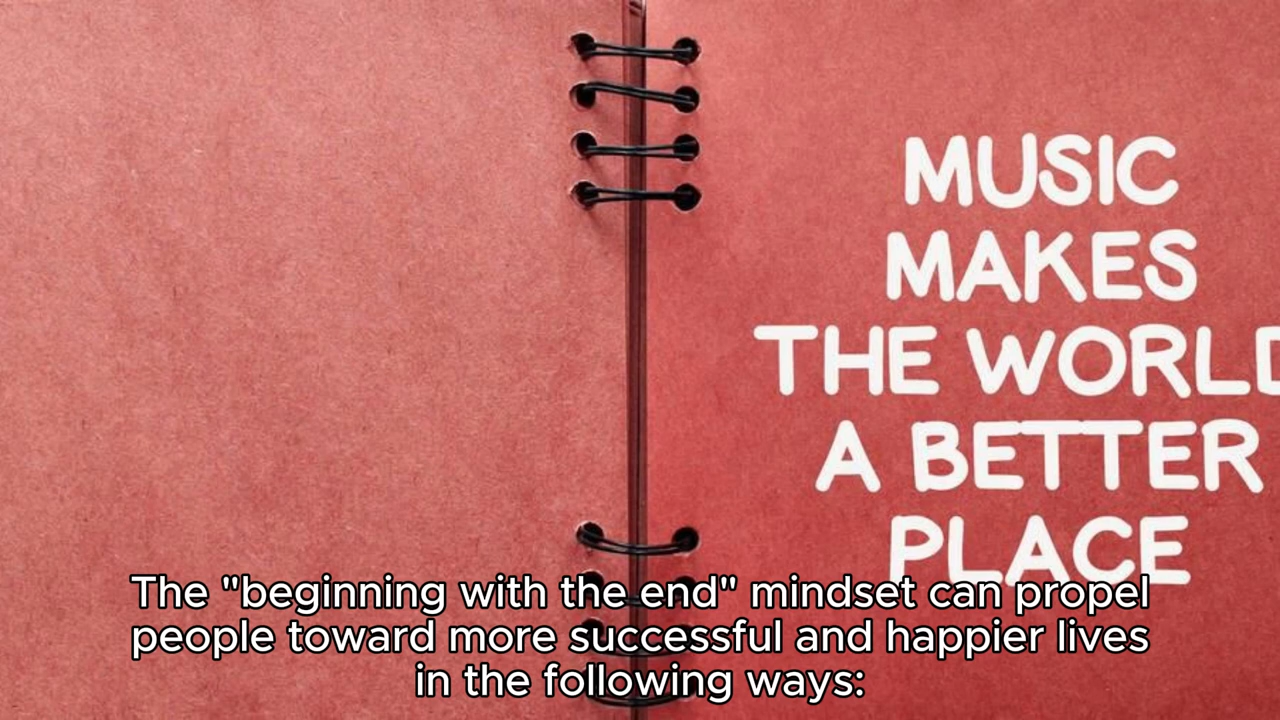 MUSIC
MAKES
THE WORLD
A BETTER
PLACE
The "beginning with the end" mindset can propel
people toward more successful and happier lives
in the following ways: